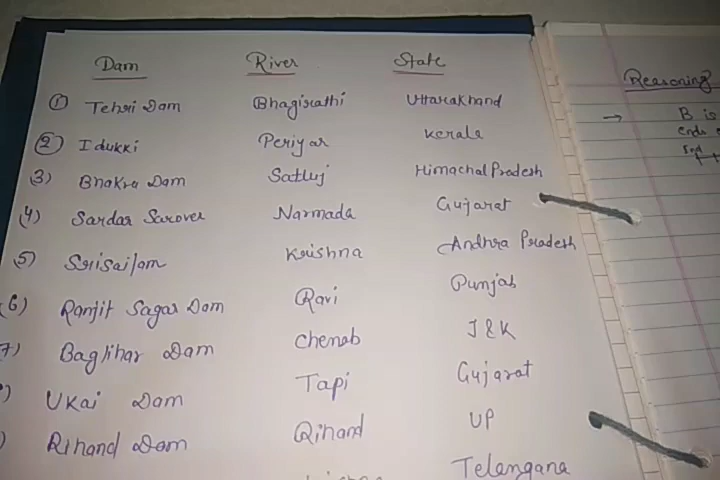 Dam River State
① Tehri Dam Bhagirathi Uttarakhand
② Idukki Periyar Kerala
(3) Bhakra Dam Satluj Himachal Pradesh
(4) Sardar Sarover Narmada Gujarat
(5) Srisailam Krishna Andhra Pradesh
(6) Ranjit Sagar Dam Ravi Punjab
7) Baglihar Dam Chenab J&K
) Ukai Dam Tapi Gujarat
) Rihand Dam Rihand UP
Telangana
Reasoning
→ B is